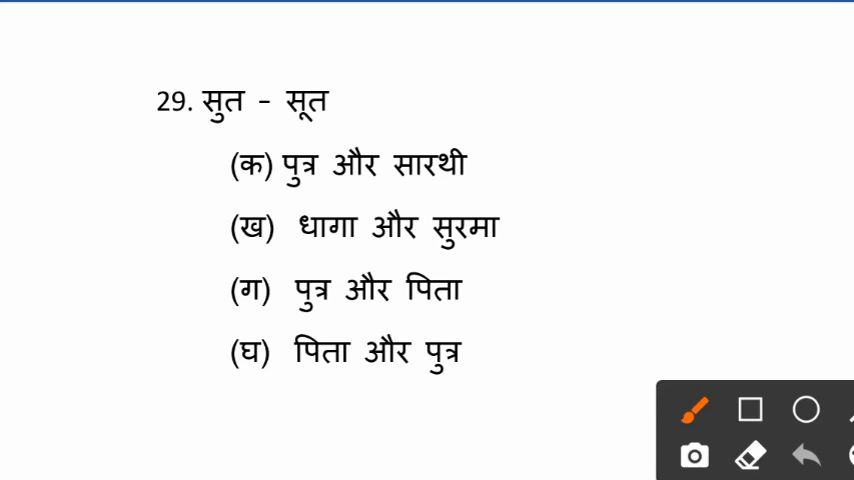 29. सुत - सूत
(क) पुत्र और सारथी
(ख) धागा और सुरमा
(ग) पुत्र और पिता
(घ) पिता और पुत्र